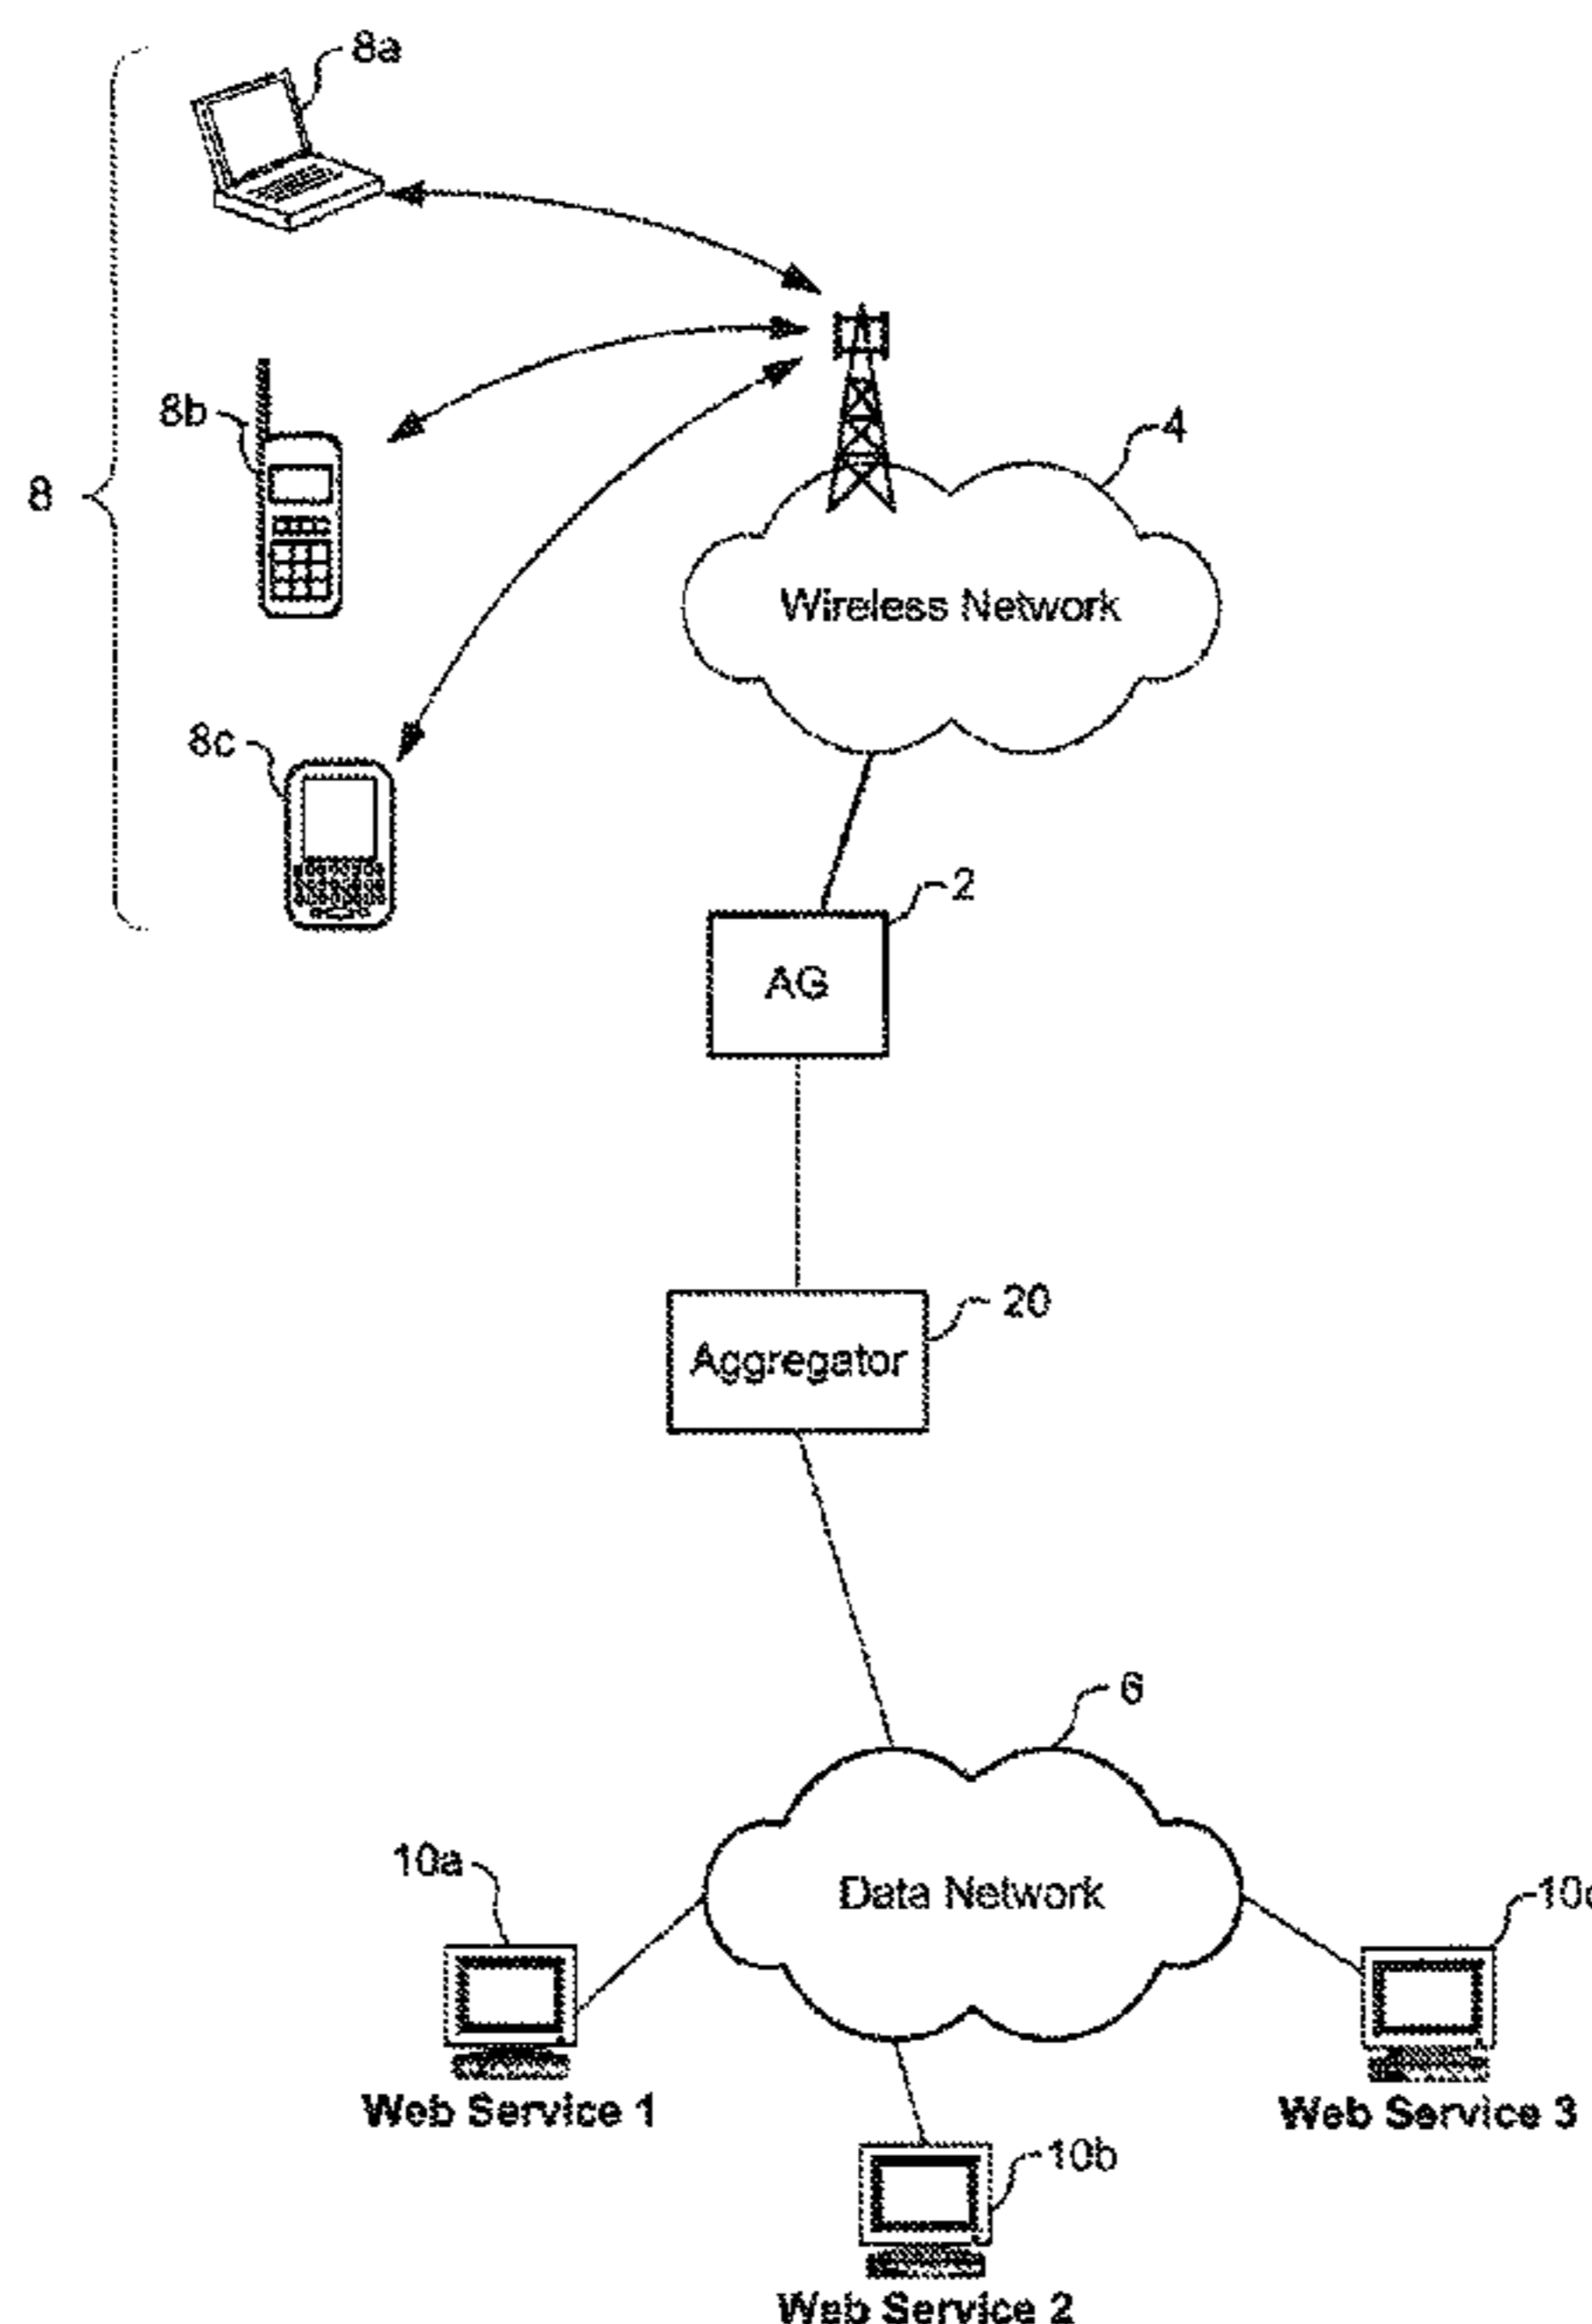 8a
8b
8
4
Wireless Network
8c
2
AG
20
Aggregator
6
10a
Data Network
Web Service 1
Web Service 3
10b
Web Service 2